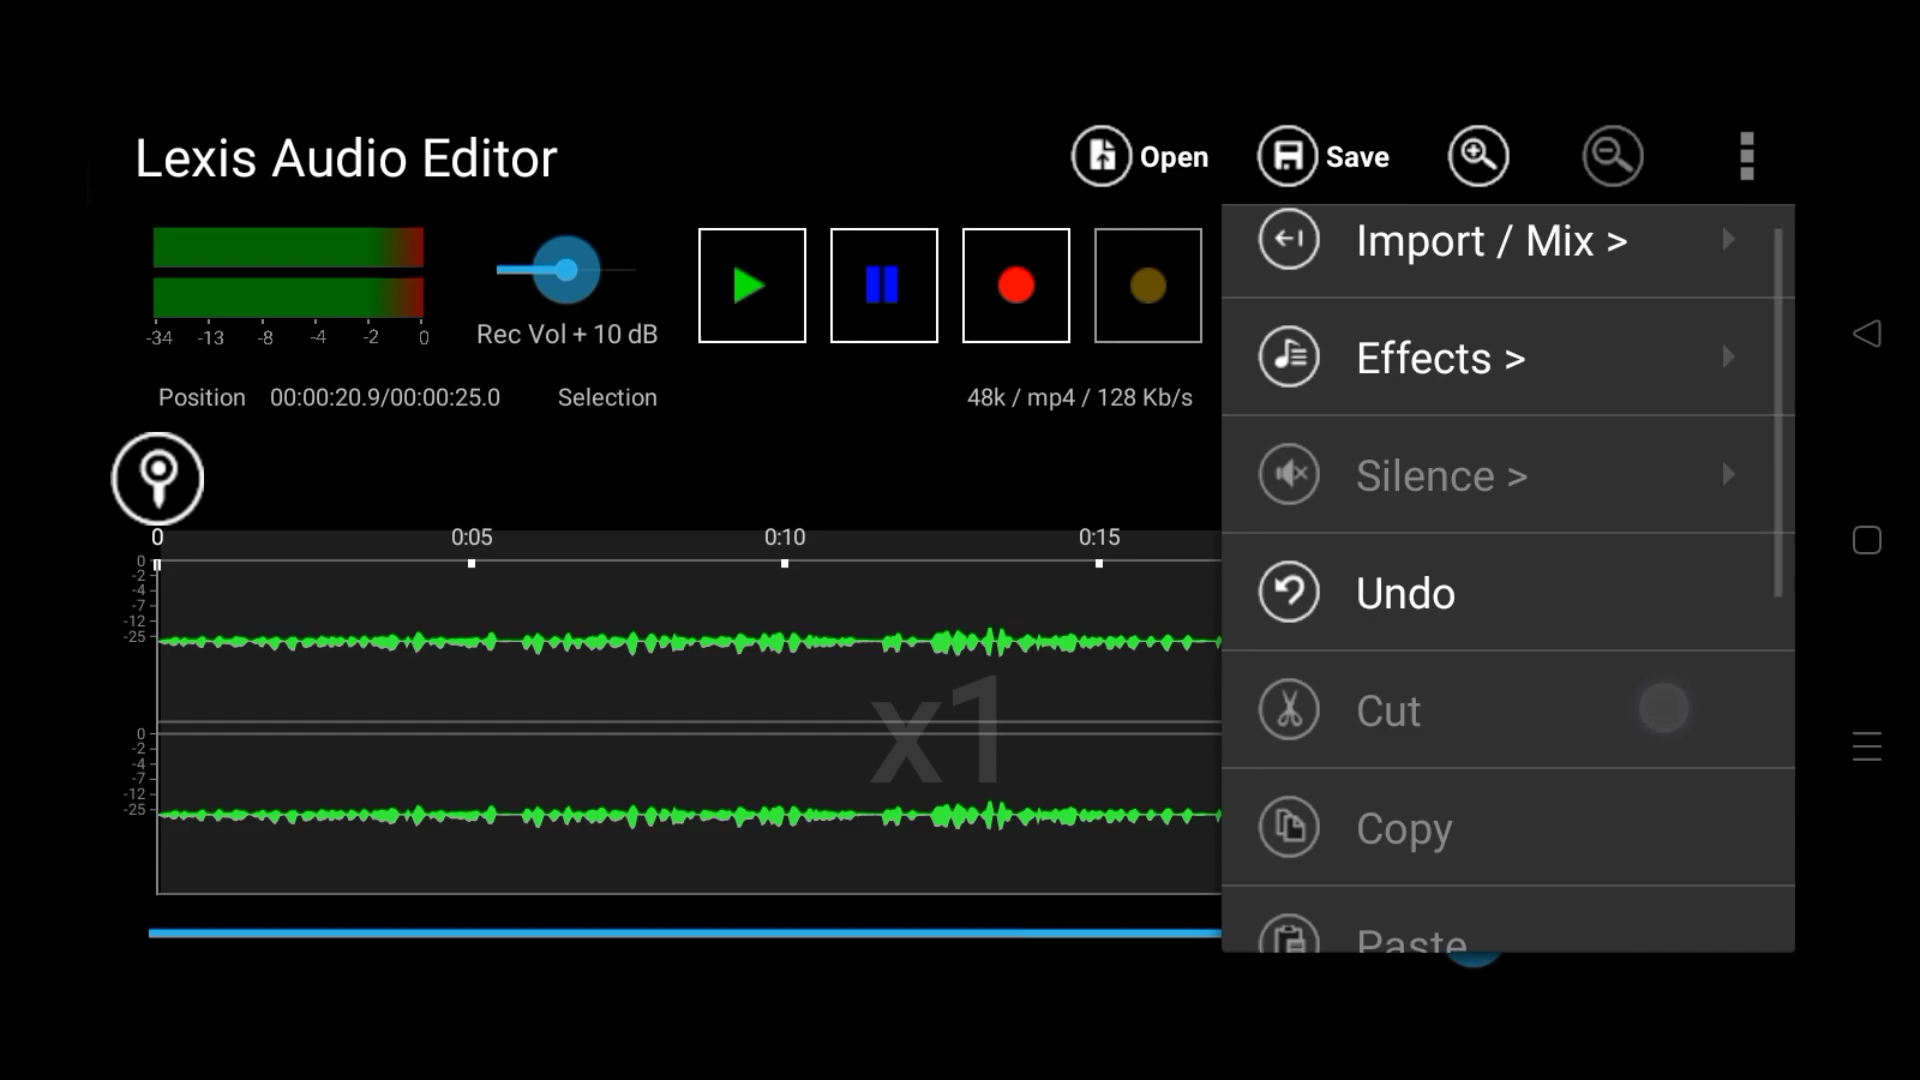 Lexis Audio Editor
Open
Save
-34 -13 -8 -4 -2 0
Rec Vol + 10 dB
Position 00:00:20.9/00:00:25.0 Selection 48k / mp4 / 128 Kb/s
0 0:05 0:10 0:15
0
-2
-4
-7
-12
-25
x1
0
-2
-4
-7
-12
-25
Import / Mix >
Effects >
Silence >
Undo
Cut
Copy
Paste